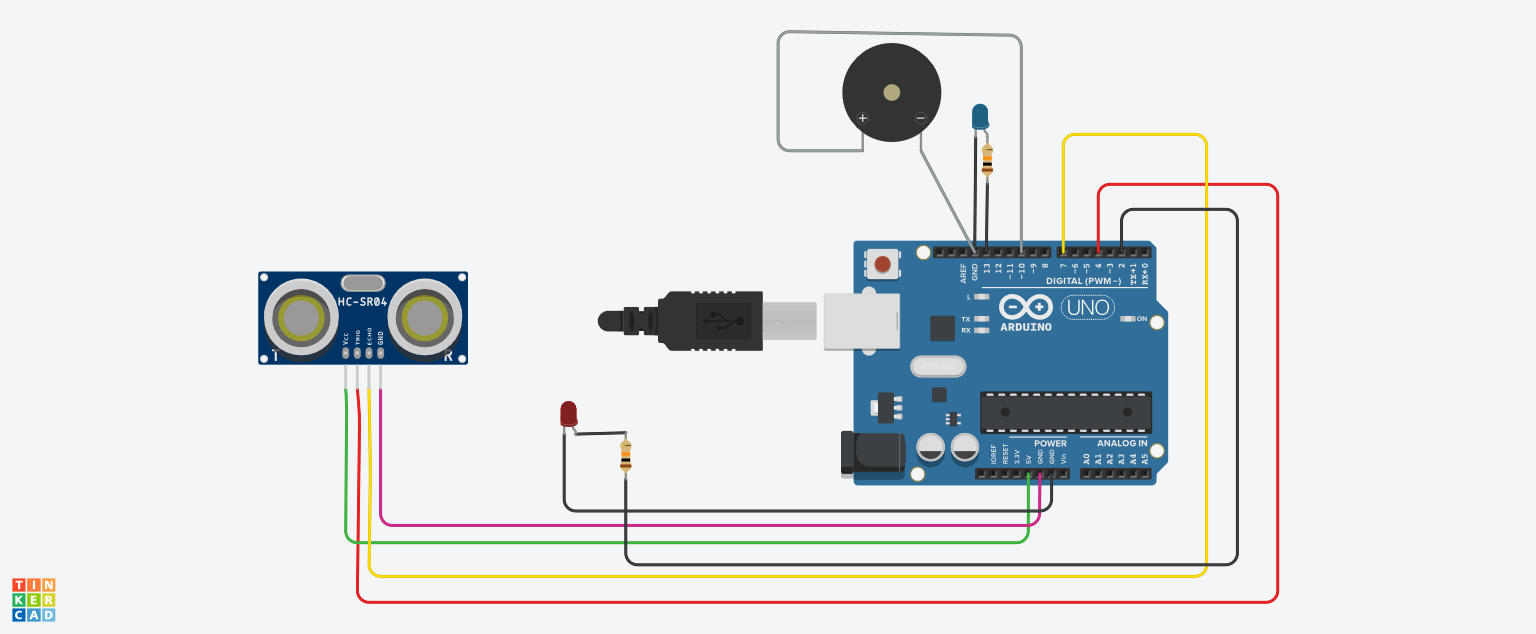 + −
HC-SR04
VCC TRIG ECHO GND
T R
AREF GND 13 12 ~11 ~10 ~9 8 7 ~6 ~5 4 ~3 2 TX→1 RX←0
DIGITAL (PWM~)
L
TX
RX
UNO
ON
ARDUINO
POWER ANALOG IN
IOREF RESET 3.3V 5V GND GND Vin A0 A1 A2 A3 A4 A5
TIN
KER
CAD